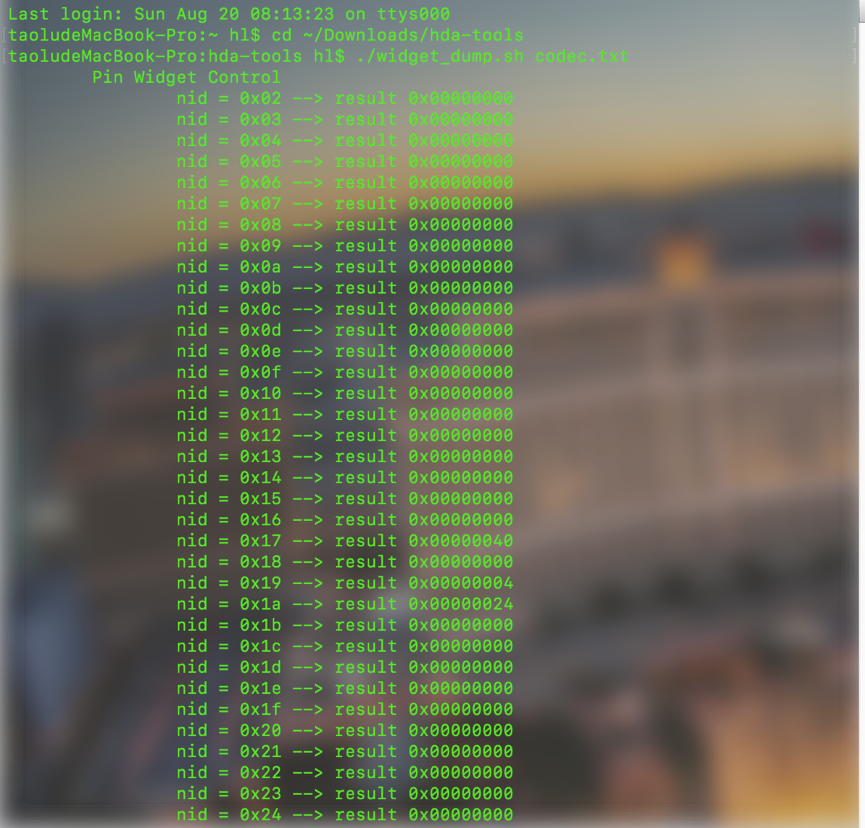 Last login: Sun Aug 20 08:13:23 on ttys000
[taoludeMacBook-Pro:~ hl$ cd ~/Downloads/hda-tools
[taoludeMacBook-Pro:hda-tools hl$ ./widget_dump.sh codec.txt
Pin Widget Control
nid = 0x02 --> result 0x00000000
nid = 0x03 --> result 0x00000000
nid = 0x04 --> result 0x00000000
nid = 0x05 --> result 0x00000000
nid = 0x06 --> result 0x00000000
nid = 0x07 --> result 0x00000000
nid = 0x08 --> result 0x00000000
nid = 0x09 --> result 0x00000000
nid = 0x0a --> result 0x00000000
nid = 0x0b --> result 0x00000000
nid = 0x0c --> result 0x00000000
nid = 0x0d --> result 0x00000000
nid = 0x0e --> result 0x00000000
nid = 0x0f --> result 0x00000000
nid = 0x10 --> result 0x00000000
nid = 0x11 --> result 0x00000000
nid = 0x12 --> result 0x00000000
nid = 0x13 --> result 0x00000000
nid = 0x14 --> result 0x00000000
nid = 0x15 --> result 0x00000000
nid = 0x16 --> result 0x00000000
nid = 0x17 --> result 0x00000040
nid = 0x18 --> result 0x00000000
nid = 0x19 --> result 0x00000004
nid = 0x1a --> result 0x00000024
nid = 0x1b --> result 0x00000000
nid = 0x1c --> result 0x00000000
nid = 0x1d --> result 0x00000000
nid = 0x1e --> result 0x00000000
nid = 0x1f --> result 0x00000000
nid = 0x20 --> result 0x00000000
nid = 0x21 --> result 0x00000000
nid = 0x22 --> result 0x00000000
nid = 0x23 --> result 0x00000000
nid = 0x24 --> result 0x00000000